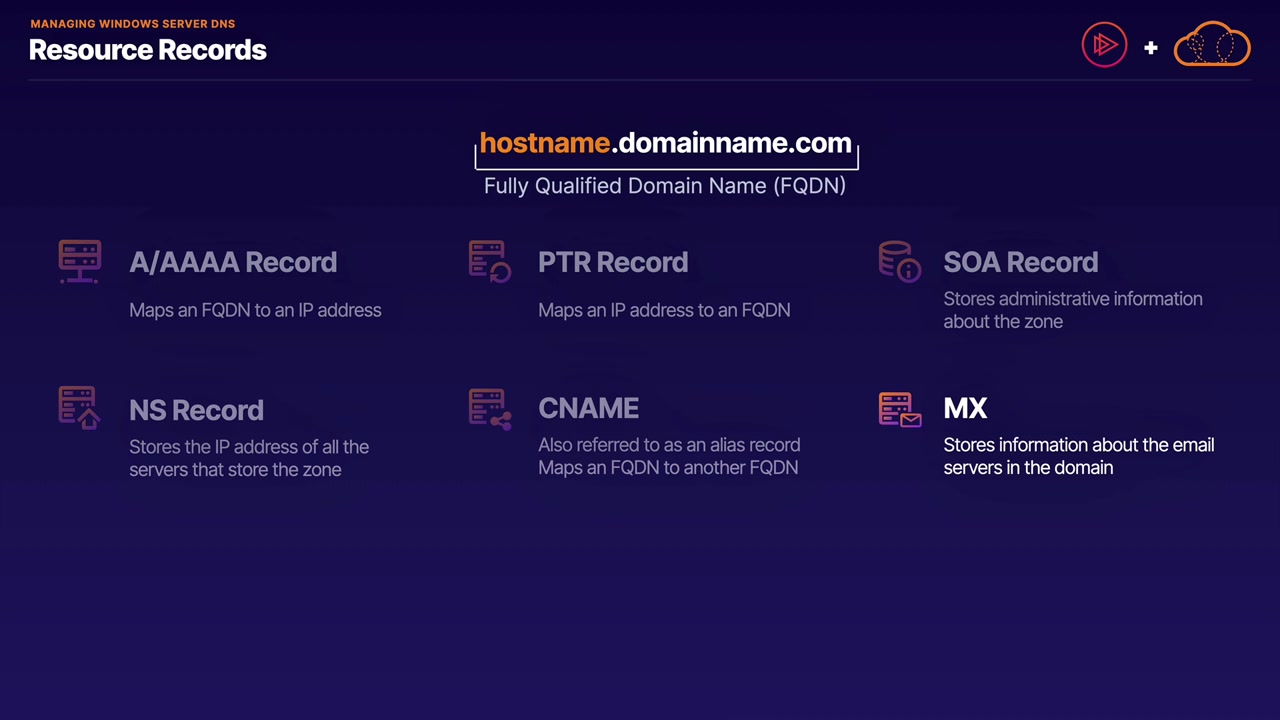 MANAGING WINDOWS SERVER DNS
Resource Records
+
hostname.domainname.com
Fully Qualified Domain Name (FQDN)
A/AAAA Record
Maps an FQDN to an IP address
PTR Record
Maps an IP address to an FQDN
SOA Record
Stores administrative information
about the zone
NS Record
Stores the IP address of all the
servers that store the zone
CNAME
Also referred to as an alias record
Maps an FQDN to another FQDN
MX
Stores information about the email
servers in the domain